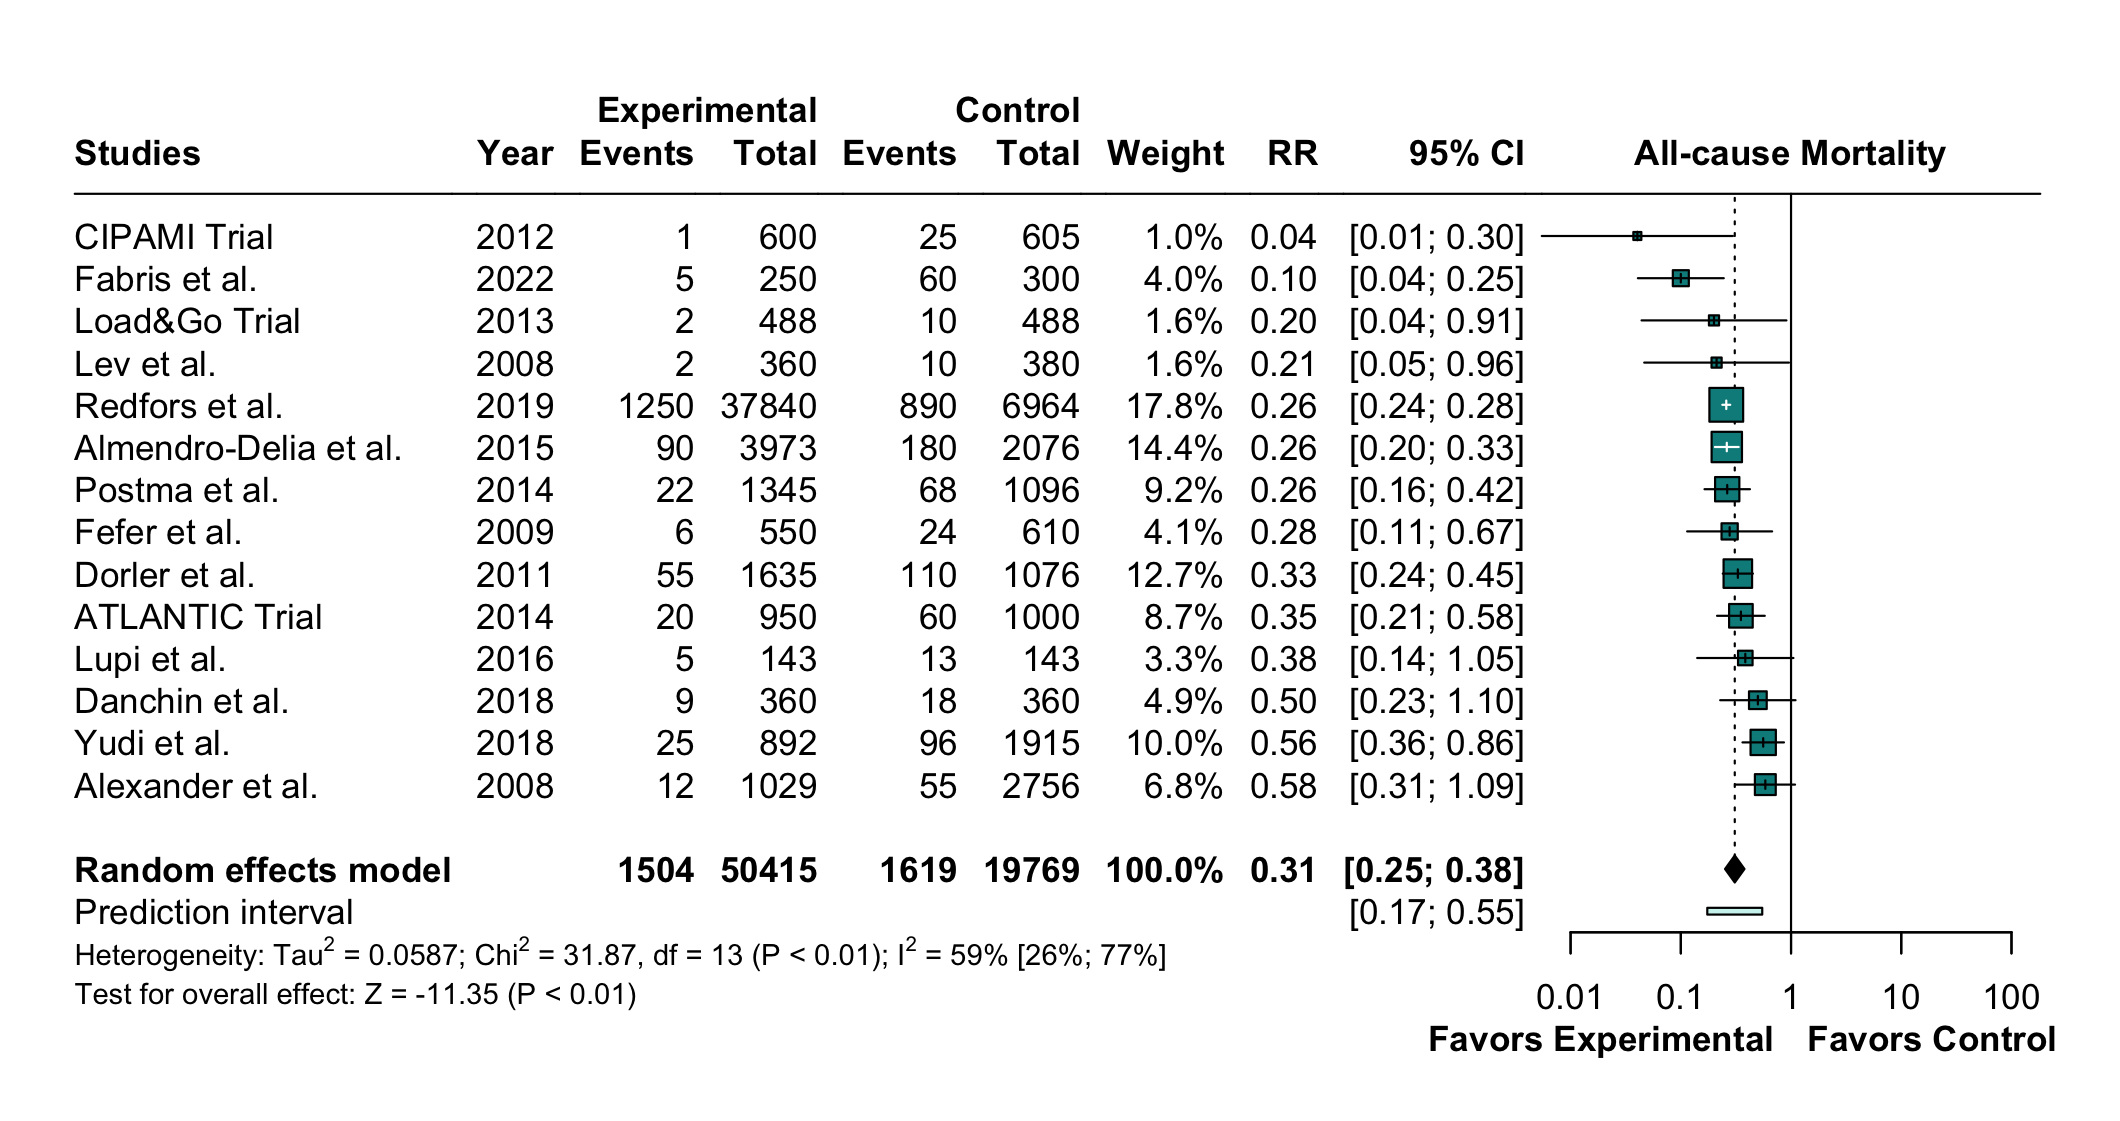 Experimental Control
Studies Year Events Total Events Total Weight RR 95% CI All-cause Mortality
CIPAMI Trial 2012 1 600 25 605 1.0% 0.04 [0.01; 0.30]
Fabris et al. 2022 5 250 60 300 4.0% 0.10 [0.04; 0.25]
Load&Go Trial 2013 2 488 10 488 1.6% 0.20 [0.04; 0.91]
Lev et al. 2008 2 360 10 380 1.6% 0.21 [0.05; 0.96]
Redfors et al. 2019 1250 37840 890 6964 17.8% 0.26 [0.24; 0.28]
Almendro-Delia et al. 2015 90 3973 180 2076 14.4% 0.26 [0.20; 0.33]
Postma et al. 2014 22 1345 68 1096 9.2% 0.26 [0.16; 0.42]
Fefer et al. 2009 6 550 24 610 4.1% 0.28 [0.11; 0.67]
Dorler et al. 2011 55 1635 110 1076 12.7% 0.33 [0.24; 0.45]
ATLANTIC Trial 2014 20 950 60 1000 8.7% 0.35 [0.21; 0.58]
Lupi et al. 2016 5 143 13 143 3.3% 0.38 [0.14; 1.05]
Danchin et al. 2018 9 360 18 360 4.9% 0.50 [0.23; 1.10]
Yudi et al. 2018 25 892 96 1915 10.0% 0.56 [0.36; 0.86]
Alexander et al. 2008 12 1029 55 2756 6.8% 0.58 [0.31; 1.09]
Random effects model 1504 50415 1619 19769 100.0% 0.31 [0.25; 0.38]
Prediction interval [0.17; 0.55]
Heterogeneity: Tau² = 0.0587; Chi² = 31.87, df = 13 (P < 0.01); I² = 59% [26%; 77%]
Test for overall effect: Z = -11.35 (P < 0.01)
0.01 0.1 1 10 100
Favors Experimental Favors Control